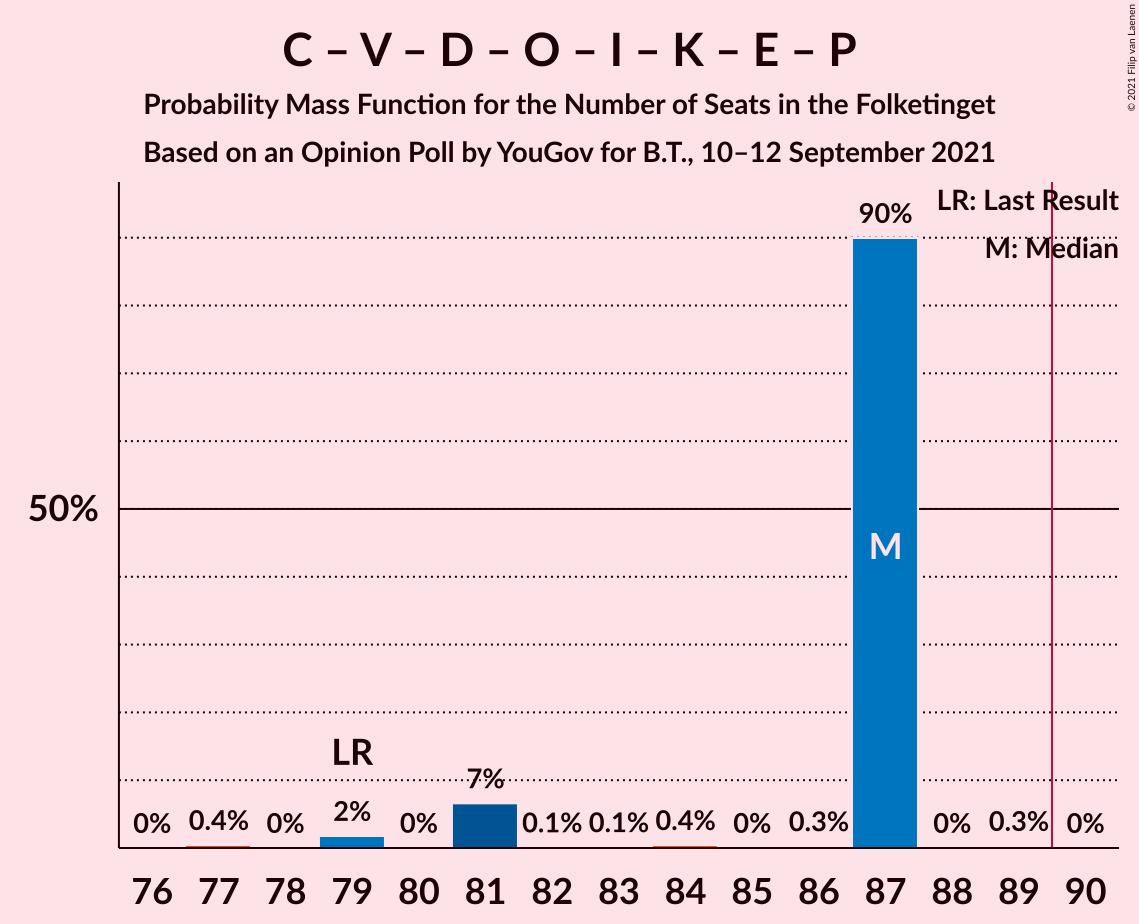 C – V – D – O – I – K – E – P
Probability Mass Function for the Number of Seats in the Folketinget
Based on an Opinion Poll by YouGov for B.T., 10–12 September 2021
© 2021 Filip van Laenen
LR: Last Result
M: Median
90%
50%
M
LR
0% 0.4% 0% 2% 0% 7% 0.1% 0.1% 0.4% 0% 0.3% 0% 0.3% 0%
76 77 78 79 80 81 82 83 84 85 86 87 88 89 90